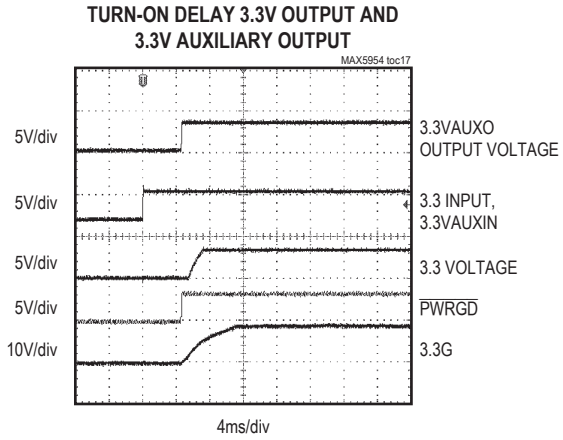 TURN-ON DELAY 3.3V OUTPUT AND
3.3V AUXILIARY OUTPUT
MAX5954 toc17
5V/div
3.3VAUXO
OUTPUT VOLTAGE
5V/div
3.3 INPUT,
3.3VAUXIN
5V/div
3.3 VOLTAGE
5V/div
PWRGD
10V/div
3.3G
4ms/div